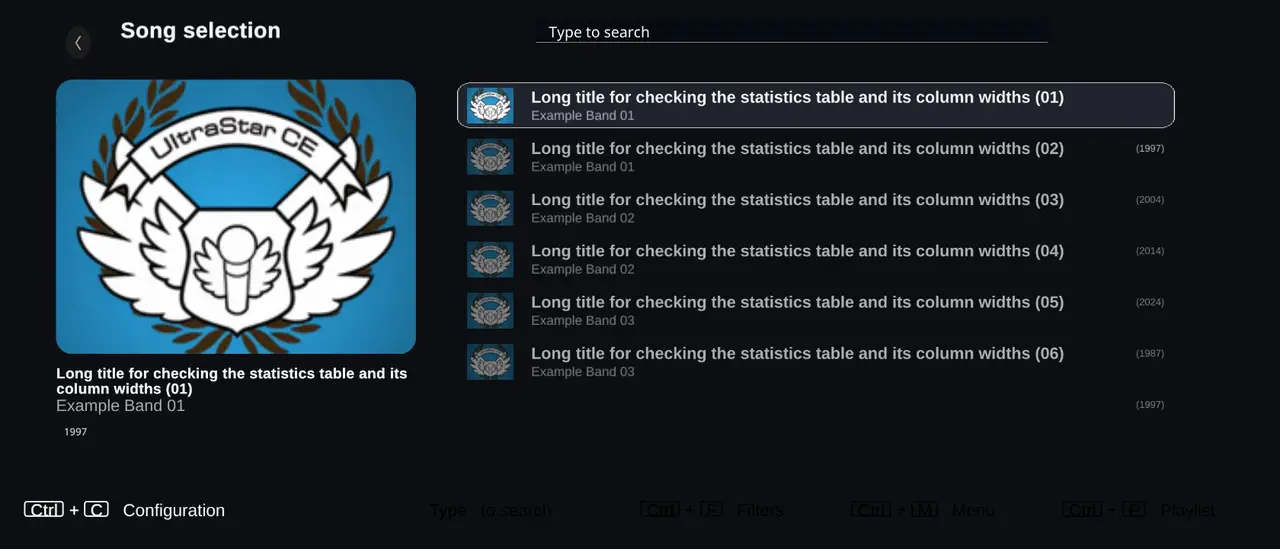 Song selection
Type to search
UltraStar CE
Long title for checking the statistics table and its column widths (01)
Example Band 01
Long title for checking the statistics table and its column widths (02)
(1997)
Example Band 01
Long title for checking the statistics table and its column widths (03)
(2004)
Example Band 02
Long title for checking the statistics table and its column widths (04)
(2014)
Example Band 02
Long title for checking the statistics table and its column widths (05)
(2024)
Example Band 03
Long title for checking the statistics table and its column widths (06)
(1987)
Example Band 03
(1997)
Long title for checking the statistics table and its
column widths (01)
Example Band 01
1997
Ctrl + C Configuration
Type to search
Ctrl + F Filters
Ctrl + M Menu
Ctrl + P Playlist